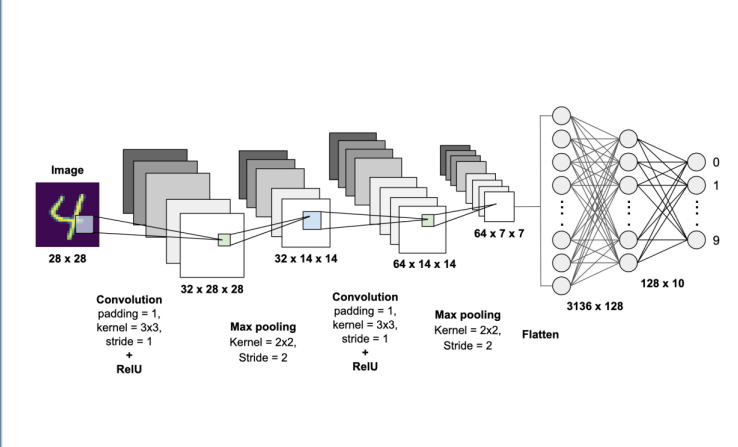 Image
28 x 28
32 x 28 x 28
Convolution
padding = 1,
kernel = 3x3,
stride = 1
+
RelU
32 x 14 x 14
Max pooling
Kernel = 2x2,
Stride = 2
64 x 14 x 14
Convolution
padding = 1,
kernel = 3x3,
stride = 1
+
RelU
64 x 7 x 7
Max pooling
Kernel = 2x2,
Stride = 2
Flatten
3136 x 128
128 x 10
0
1
9